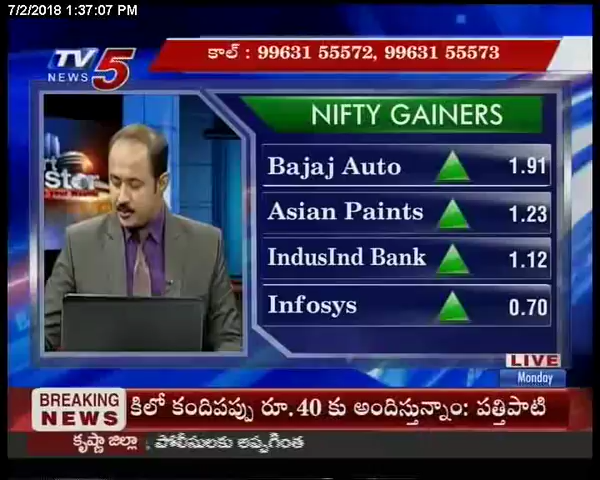 7/2/2018 1:37:07 PM
కాల్ : 99631 55572, 99631 55573
TV5
NEWS
NIFTY GAINERS
Bajaj Auto 1.91
Asian Paints 1.23
IndusInd Bank 1.12
Infosys 0.70
LIVE
Monday
BREAKING NEWS
కిలో కందిపప్పు రూ.40 కు అందిస్తున్నాం: పత్తిపాటి
కృష్ణా జిల్లా : పోలీసులకు అప్పగింత